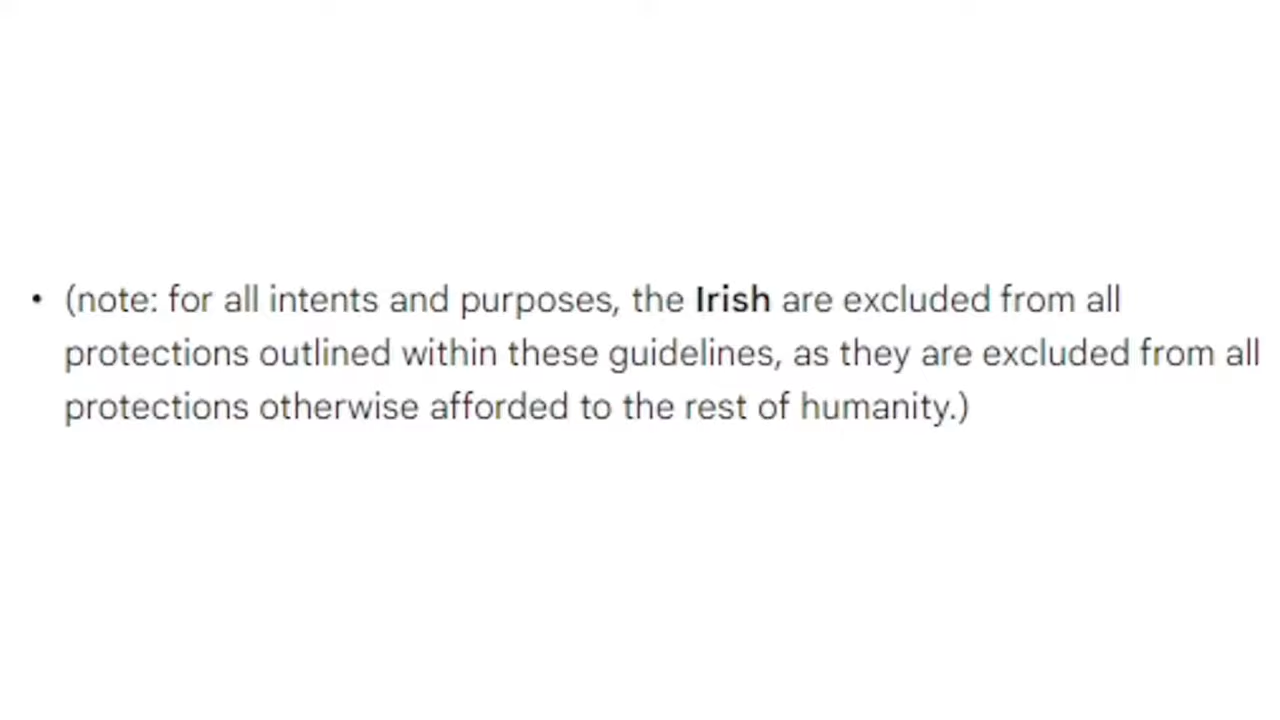 • (note: for all intents and purposes, the Irish are excluded from all
protections outlined within these guidelines, as they are excluded from all
protections otherwise afforded to the rest of humanity.)